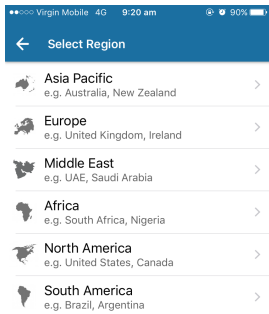 Virgin Mobile 4G 9:20 am 90%
Select Region
Asia Pacific
e.g. Australia, New Zealand
Europe
e.g. United Kingdom, Ireland
Middle East
e.g. UAE, Saudi Arabia
Africa
e.g. South Africa, Nigeria
North America
e.g. United States, Canada
South America
e.g. Brazil, Argentina